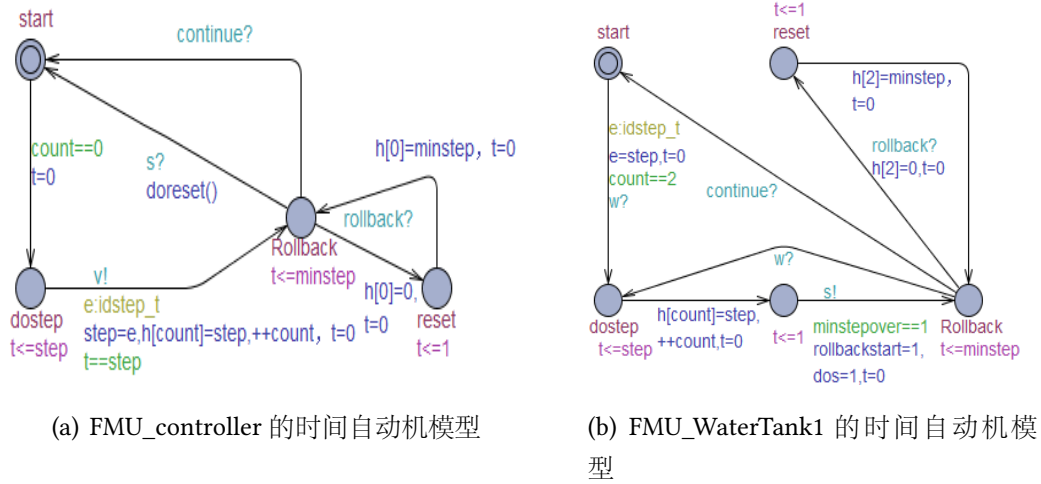 start
continue?
count==0
t=0
s?
doreset()
h[0]=minstep，t=0
rollback?
Rollback
t<=minstep
v!
e:idstep_t
step=e,h[count]=step,++count，t=0
t==step
dostep
t<=step
h[0]=0,
t=0
reset
t<=1
(a) FMU_controller 的时间自动机模型
t<=1
reset
start
h[2]=minstep，
t=0
e:idstep_t
e=step,t=0
count==2
w?
continue?
rollback?
h[2]=0,t=0
w?
s!
dostep
t<=step
h[count]=step,
++count,t=0
t<=1
minstepover==1
rollbackstart=1,
dos=1,t=0
Rollback
t<=minstep
(b) FMU_WaterTank1 的时间自动机模
型